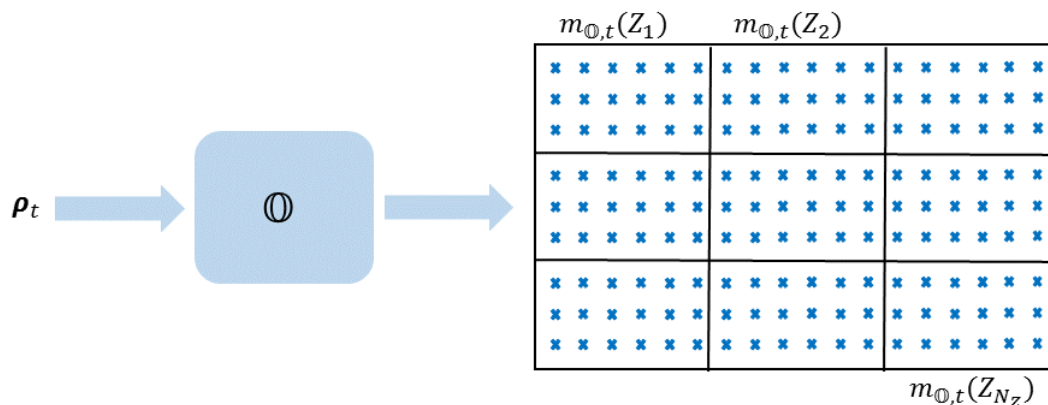 m_{𝕆,t}(Z_1) m_{𝕆,t}(Z_2)
ρ_t
𝕆
m_{𝕆,t}(Z_{N_Z})